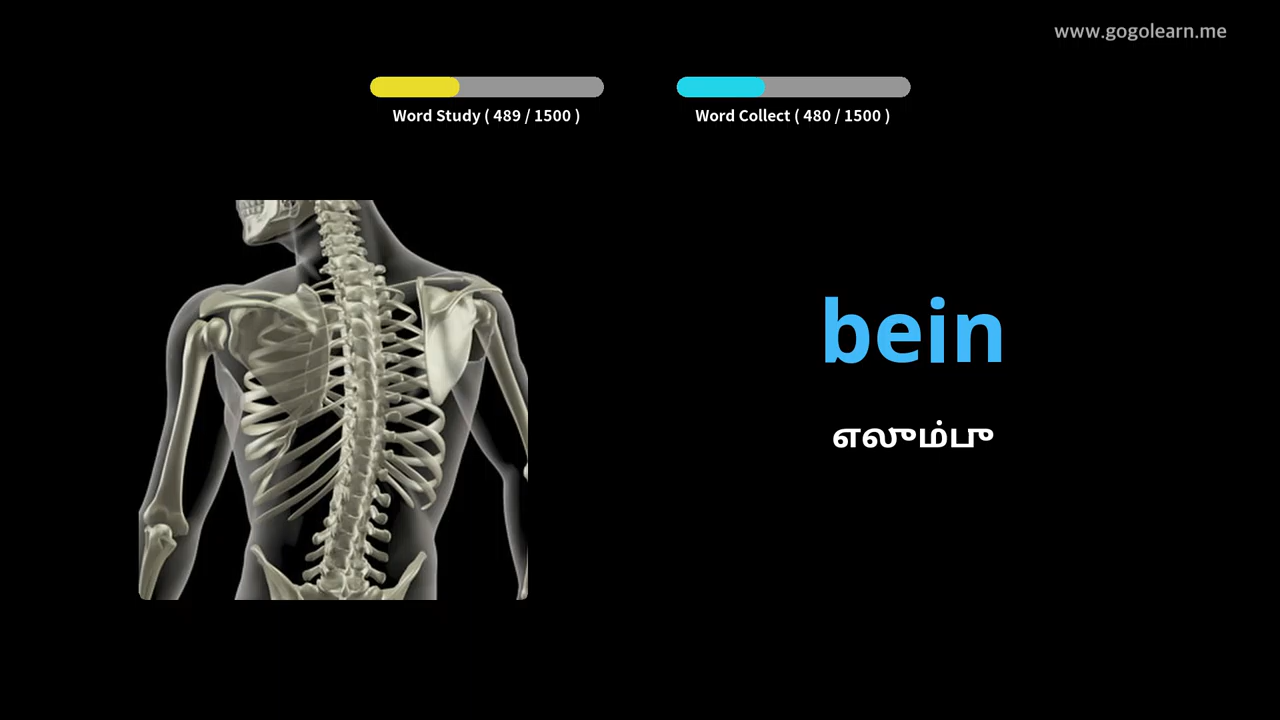 www.gogolearn.me
Word Study ( 489 / 1500 )
Word Collect ( 480 / 1500 )
bein
எலும்பு